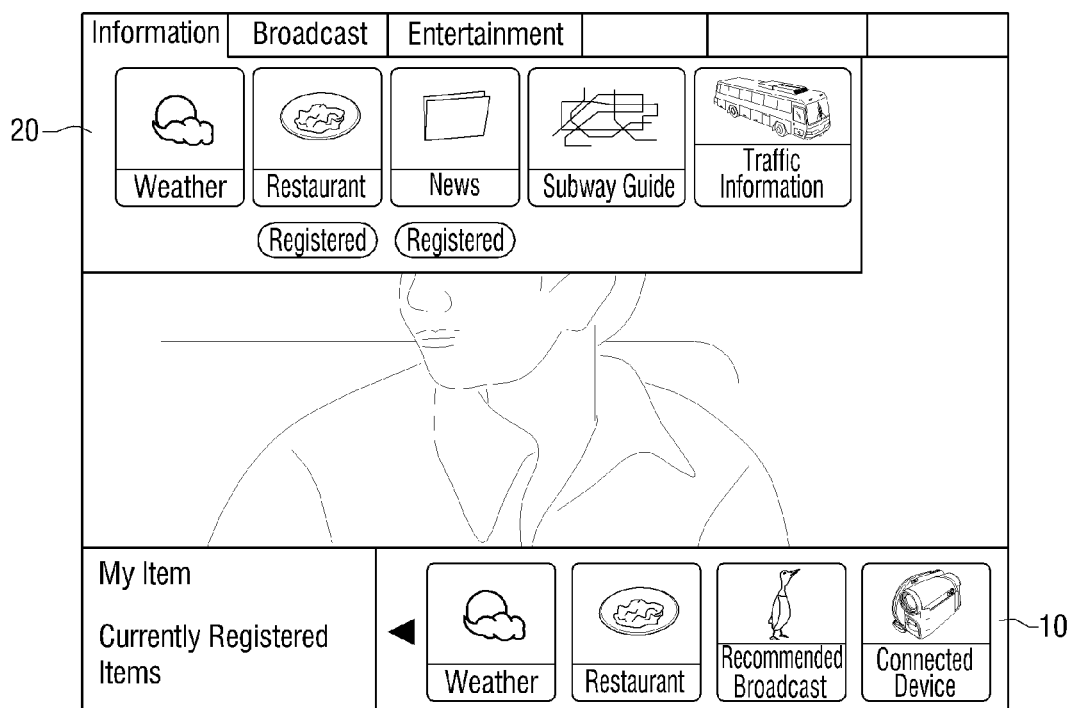 Information Broadcast Entertainment
20
Weather Restaurant News Subway Guide Traffic
Information
Registered Registered
My Item
Currently Registered
Items
10
Weather Restaurant Recommended
Broadcast Connected
Device